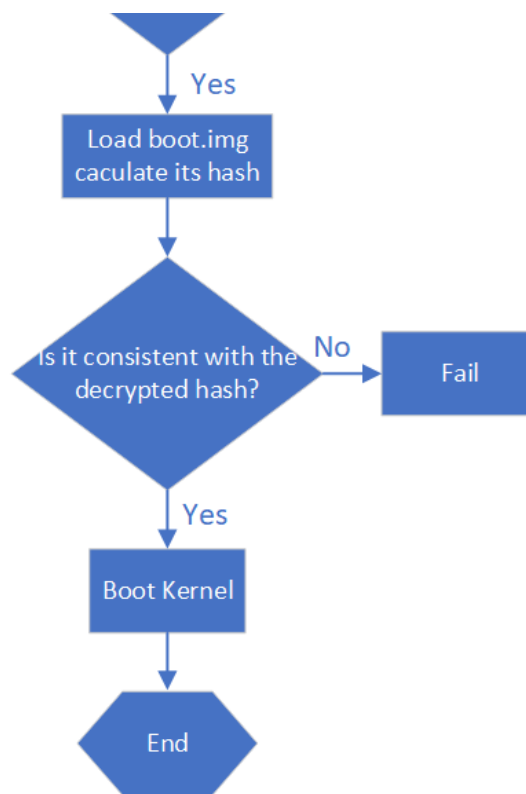 Yes
Load boot.img
caculate its hash
Is it consistent with the
decrypted hash?
No
Fail
Yes
Boot Kernel
End